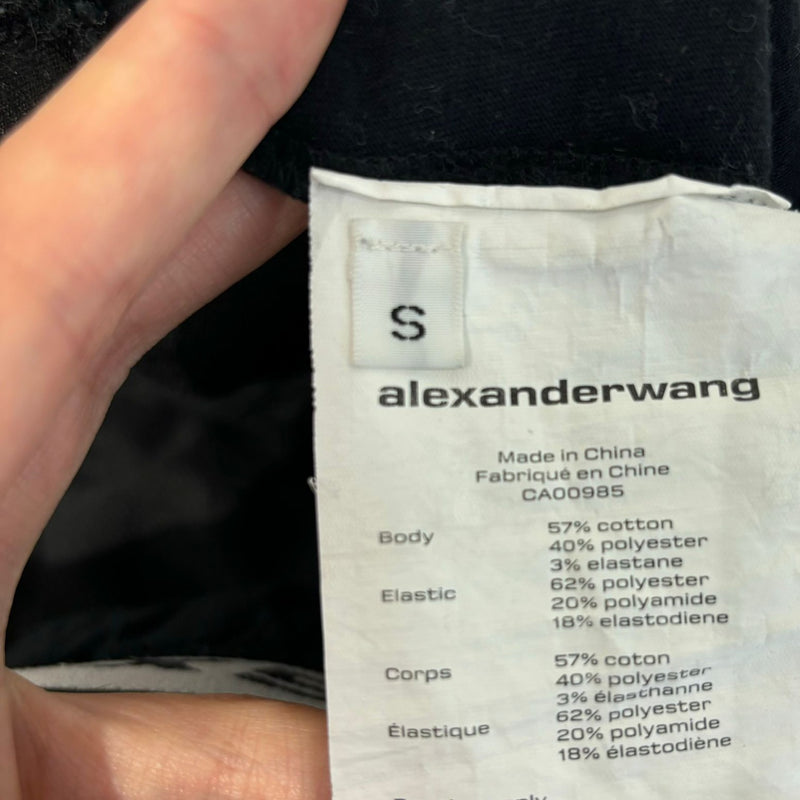 S
alexanderwang
Made in China
Fabriqué en Chine
CA00985
Body 57% cotton
40% polyester
3% elastane
Elastic 62% polyester
20% polyamide
18% elastodiene
Corps 57% coton
40% polyester
3% élasthanne
Élastique 62% polyester
20% polyamide
18% élastodiène